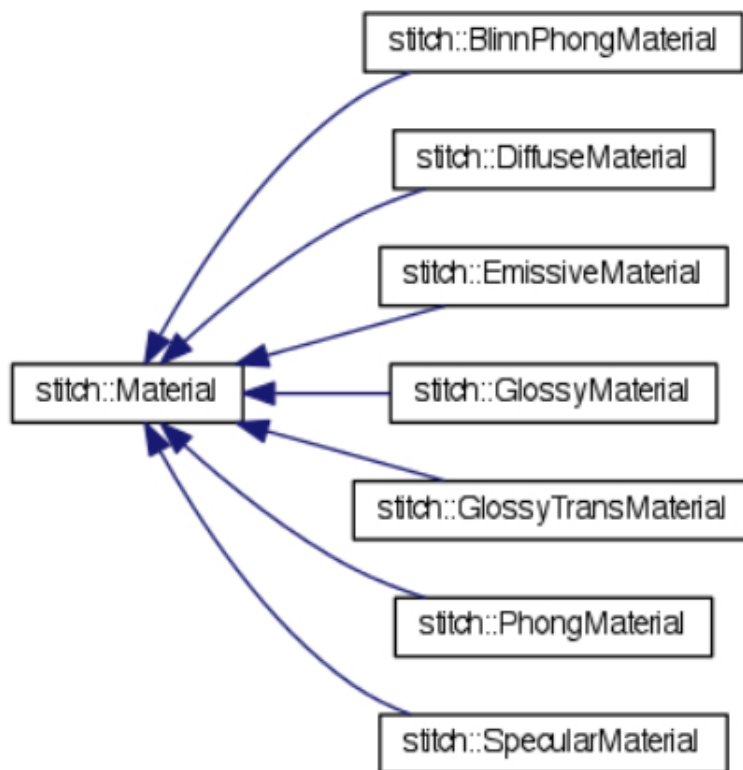 stitch::BlinnPhongMaterial
stitch::DiffuseMaterial
stitch::EmissiveMaterial
stitch::Material
stitch::GlossyMaterial
stitch::GlossyTransMaterial
stitch::PhongMaterial
stitch::SpecularMaterial